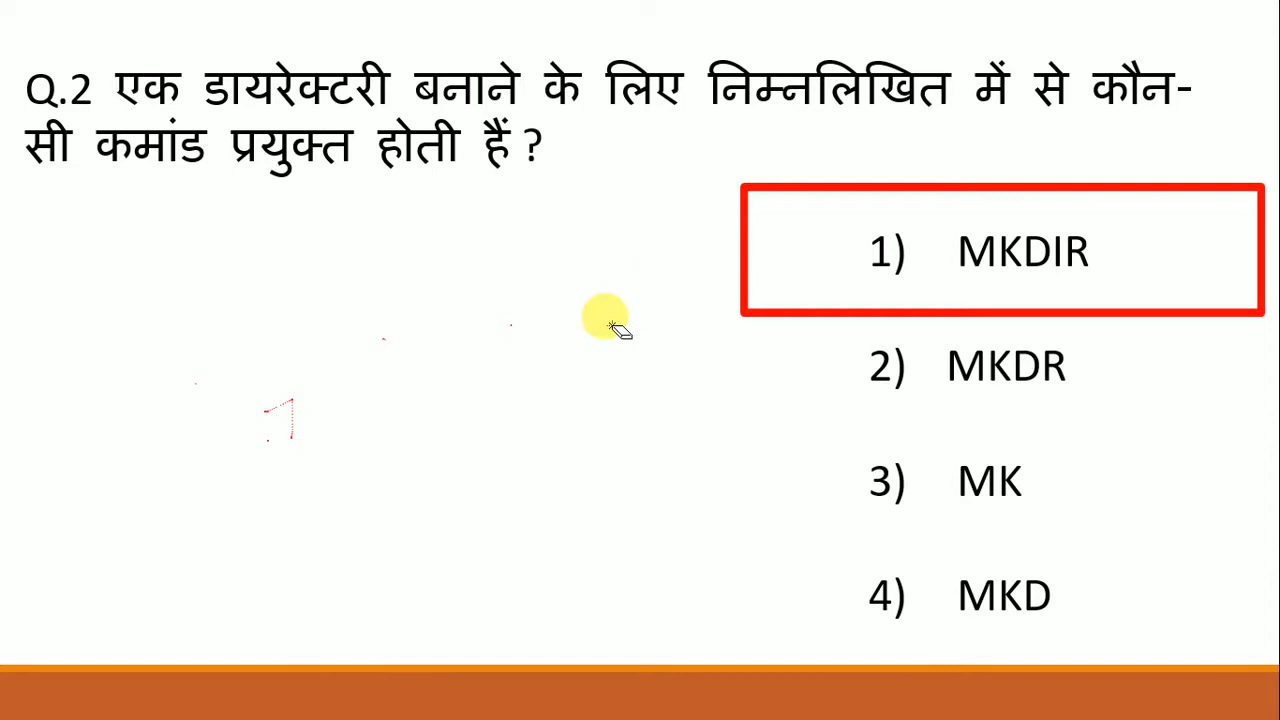 Q.2 एक डायरेक्टरी बनाने के लिए निम्नलिखित में से कौन-
सी कमांड प्रयुक्त होती हैं ?
1) MKDIR
2) MKDR
3) MK
4) MKD